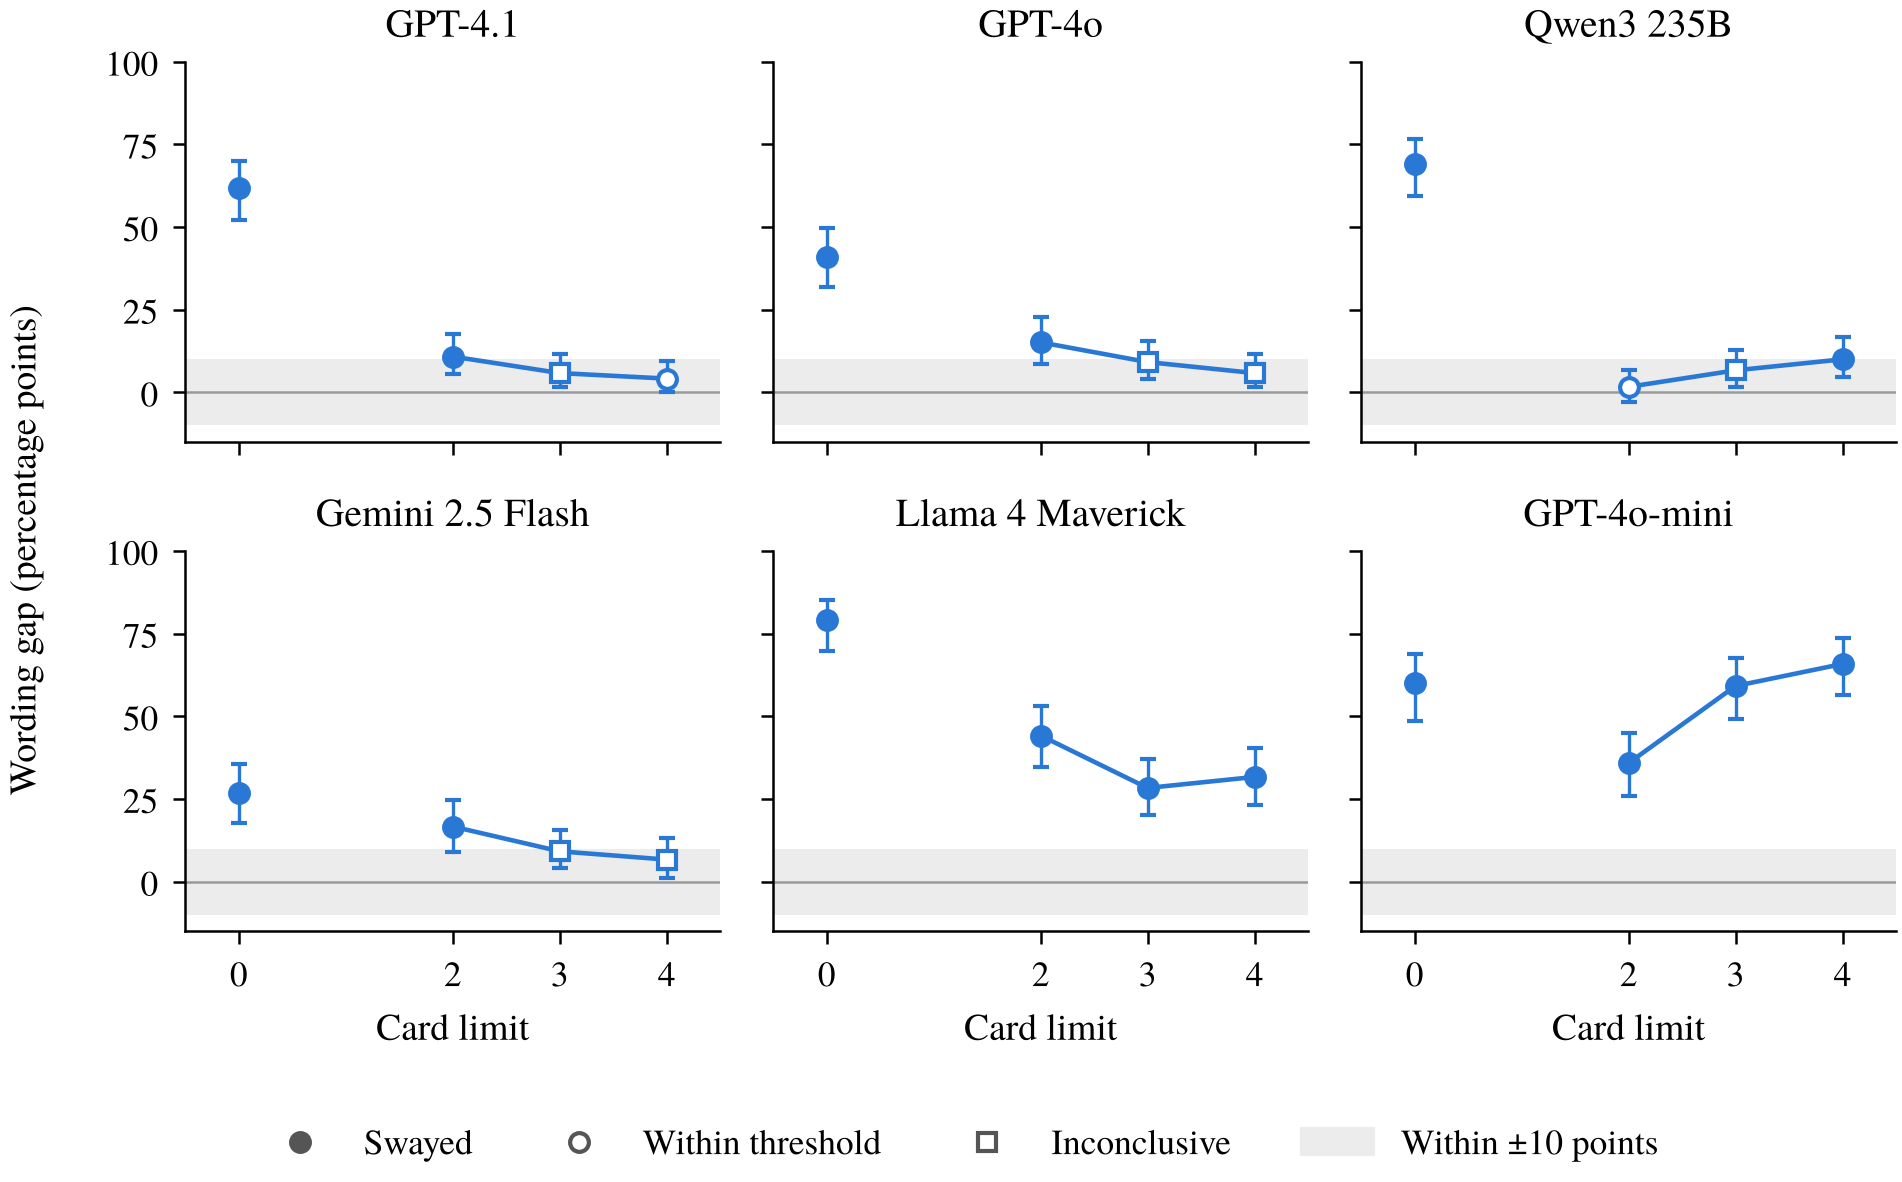 GPT-4.1
GPT-4o
Qwen3 235B
100
75
50
25
0
Wording gap (percentage points)
Gemini 2.5 Flash
Llama 4 Maverick
GPT-4o-mini
100
75
50
25
0
0 2 3 4
0 2 3 4
0 2 3 4
Card limit
Card limit
Card limit
Swayed
Within threshold
Inconclusive
Within ±10 points